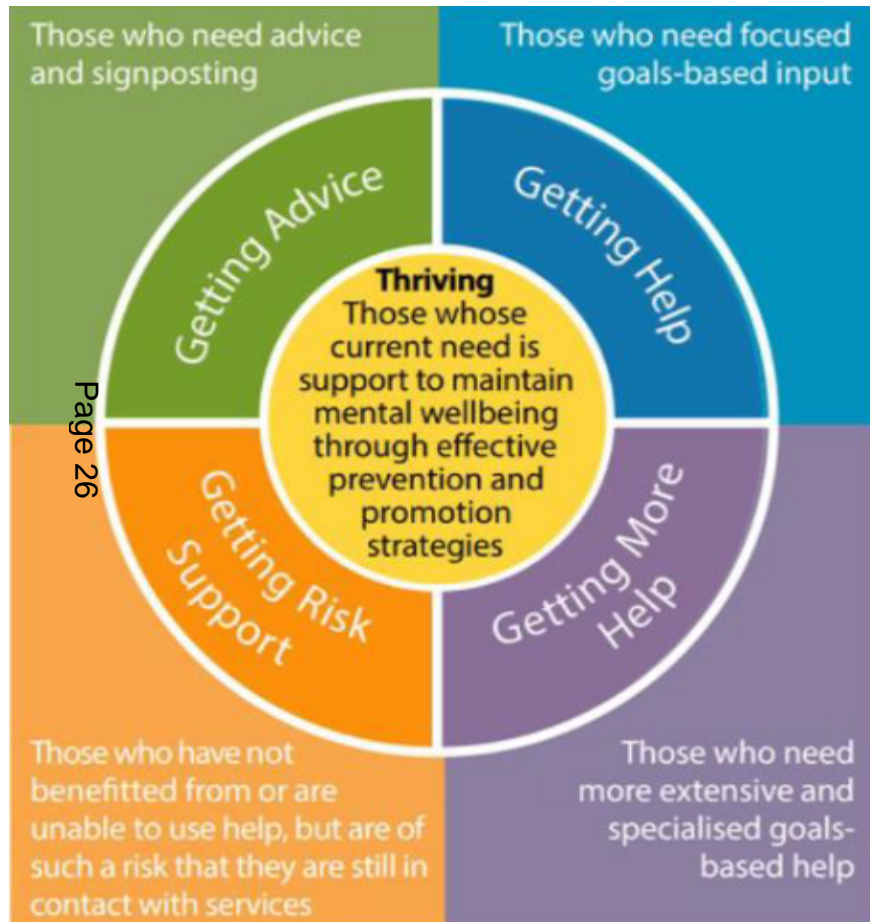 Those who need advice
and signposting
Those who need focused
goals-based input
Getting Advice
Getting Help
Thriving
Those whose
current need is
support to maintain
mental wellbeing
through effective
prevention and
promotion
strategies
Page 26
Getting Risk
Support
Getting More
Help
Those who have not
benefitted from or are
unable to use help, but are of
such a risk that they are still in
contact with services
Those who need
more extensive and
specialised goals-
based help